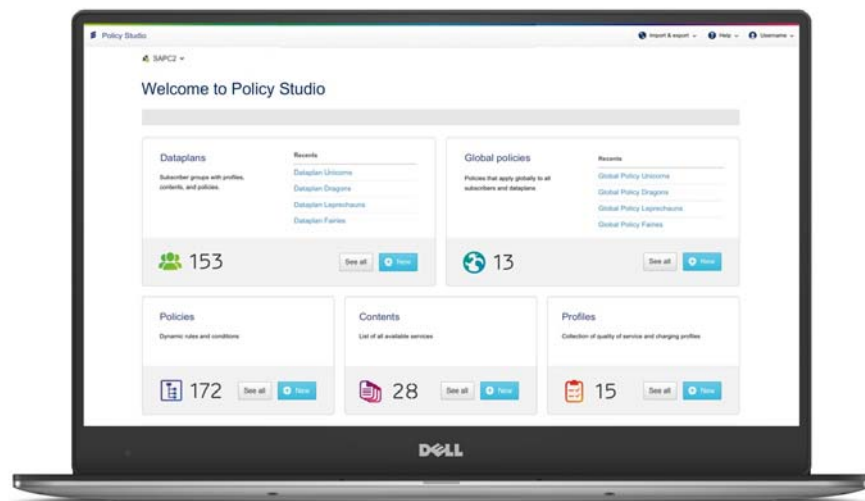 Policy Studio
Import & export
Help
Username
SAPC2
Welcome to Policy Studio
Dataplans
Subscriber groups with profiles,
contents, and policies.
Recents
Dataplan Unicorns
Dataplan Dragons
Dataplan Leprechauns
Dataplan Fairies
153
See all
New
Global policies
Policies that apply globally to all
subscribers and dataplans
Recents
Global Policy Unicorns
Global Policy Dragons
Global Policy Leprechauns
Global Policy Fairies
13
See all
New
Policies
Dynamic rules and conditions
172
See all
New
Contents
List of all available services
28
See all
New
Profiles
Collection of quality of service and charging profiles
15
See all
New
DELL